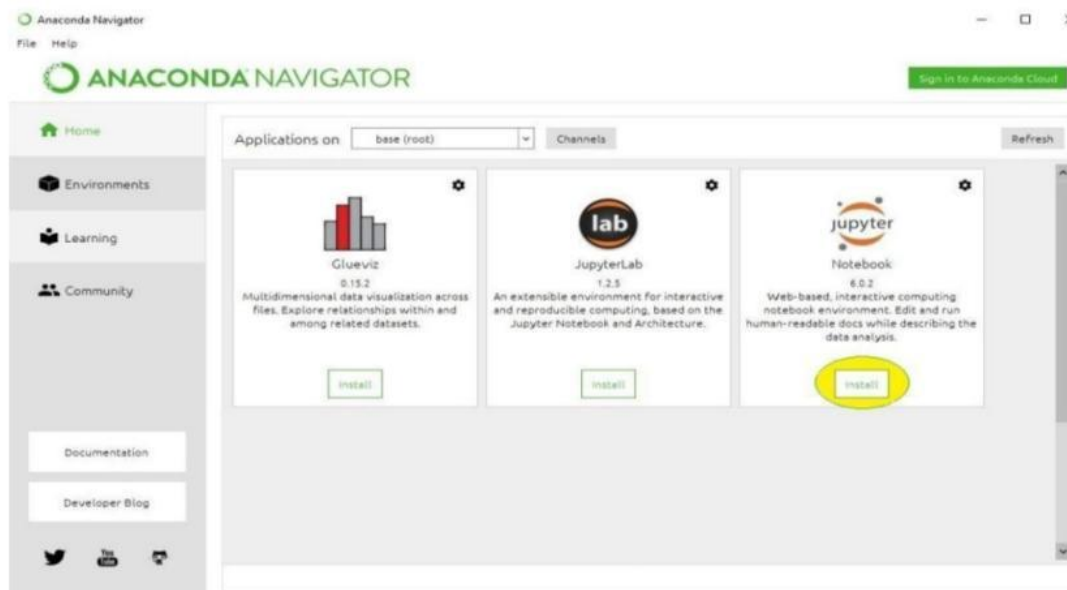 Anaconda Navigator
File Help
ANACONDA NAVIGATOR
Sign in to Anaconda Cloud
Home
Environments
Learning
Community
Documentation
Developer Blog
You
Tube
Applications on base (root) Channels Refresh
Glueviz
0.15.2
Multidimensional data visualization across
files. Explore relationships within and
among related datasets.
Install
lab
JupyterLab
1.2.5
An extensible environment for interactive
and reproducible computing, based on the
Jupyter Notebook and Architecture.
Install
jupyter
Notebook
6.0.2
Web-based, interactive computing
notebook environment. Edit and run
human-readable docs while describing the
data analysis.
Install